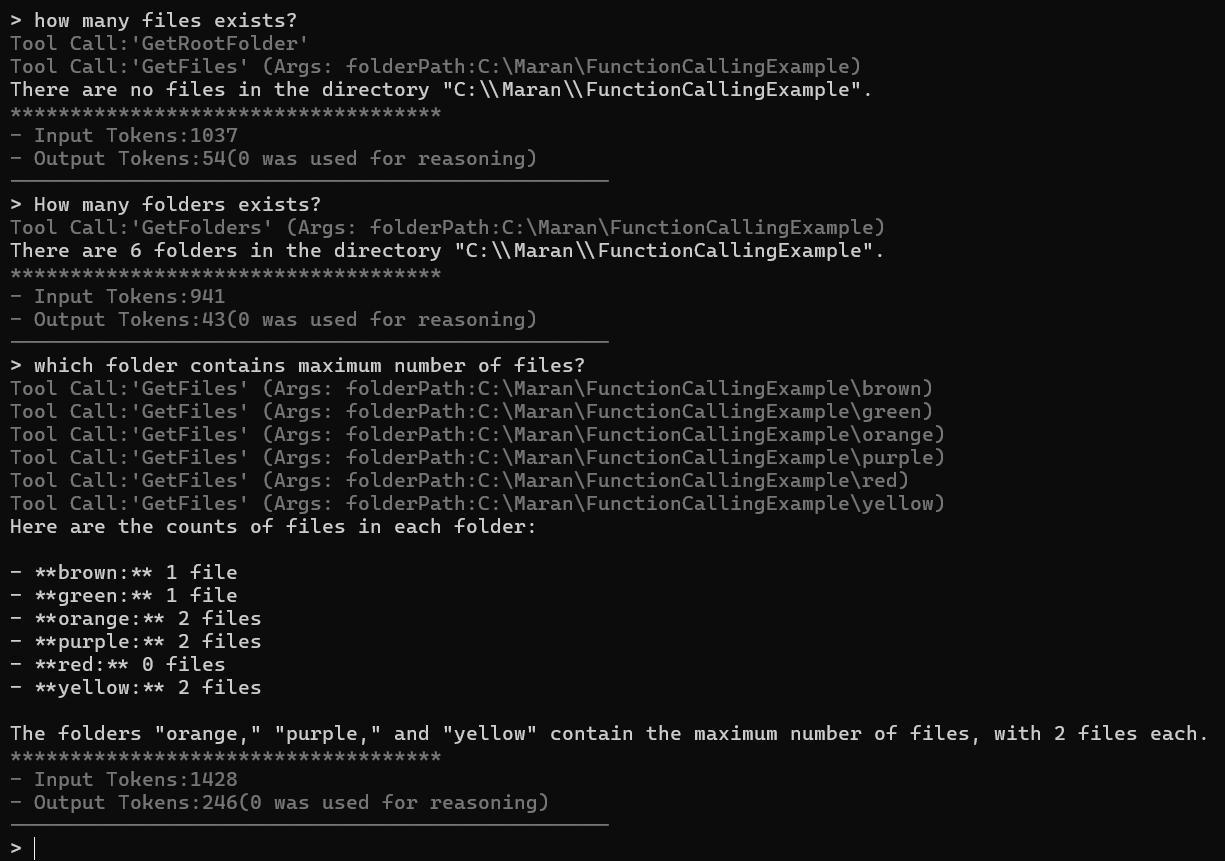 > how many files exists?
Tool Call:'GetRootFolder'
Tool Call:'GetFiles' (Args: folderPath:C:\Maran\FunctionCallingExample)
There are no files in the directory "C:\\Maran\\FunctionCallingExample".
************************************
- Input Tokens:1037
- Output Tokens:54(0 was used for reasoning)
> How many folders exists?
Tool Call:'GetFolders' (Args: folderPath:C:\Maran\FunctionCallingExample)
There are 6 folders in the directory "C:\\Maran\\FunctionCallingExample".
************************************
- Input Tokens:941
- Output Tokens:43(0 was used for reasoning)
> which folder contains maximum number of files?
Tool Call:'GetFiles' (Args: folderPath:C:\Maran\FunctionCallingExample\brown)
Tool Call:'GetFiles' (Args: folderPath:C:\Maran\FunctionCallingExample\green)
Tool Call:'GetFiles' (Args: folderPath:C:\Maran\FunctionCallingExample\orange)
Tool Call:'GetFiles' (Args: folderPath:C:\Maran\FunctionCallingExample\purple)
Tool Call:'GetFiles' (Args: folderPath:C:\Maran\FunctionCallingExample\red)
Tool Call:'GetFiles' (Args: folderPath:C:\Maran\FunctionCallingExample\yellow)
Here are the counts of files in each folder:
- **brown:** 1 file
- **green:** 1 file
- **orange:** 2 files
- **purple:** 2 files
- **red:** 0 files
- **yellow:** 2 files
The folders "orange," "purple," and "yellow" contain the maximum number of files, with 2 files each.
************************************
- Input Tokens:1428
- Output Tokens:246(0 was used for reasoning)
>